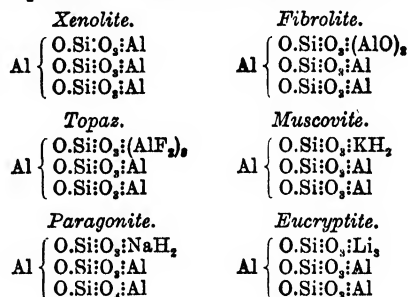 Xenolite.
Al { O.Si⫶O₃⫶Al
O.Si⫶O₃⫶Al
O.Si⫶O₃⫶Al
Fibrolite.
Al { O.Si⫶O₃⫶(AlO)₃
O.Si⫶O₃⫶Al
O.Si⫶O₃⫶Al
Topaz.
Al { O.Si⫶O₃⫶(AlF₂)₃
O.Si⫶O₃⫶Al
O.Si⫶O₃⫶Al
Muscovite.
Al { O.Si⫶O₃⫶KH₂
O.Si⫶O₃⫶Al
O.Si⫶O₃⫶Al
Paragonite.
Al { O.Si⫶O₃⫶NaH₂
O.Si⫶O₃⫶Al
O.Si⫶O₃⫶Al
Eucryptite.
Al { O.Si⫶O₃⫶Li₃
O.Si⫶O₃⫶Al
O.Si⫶O₃⫶Al